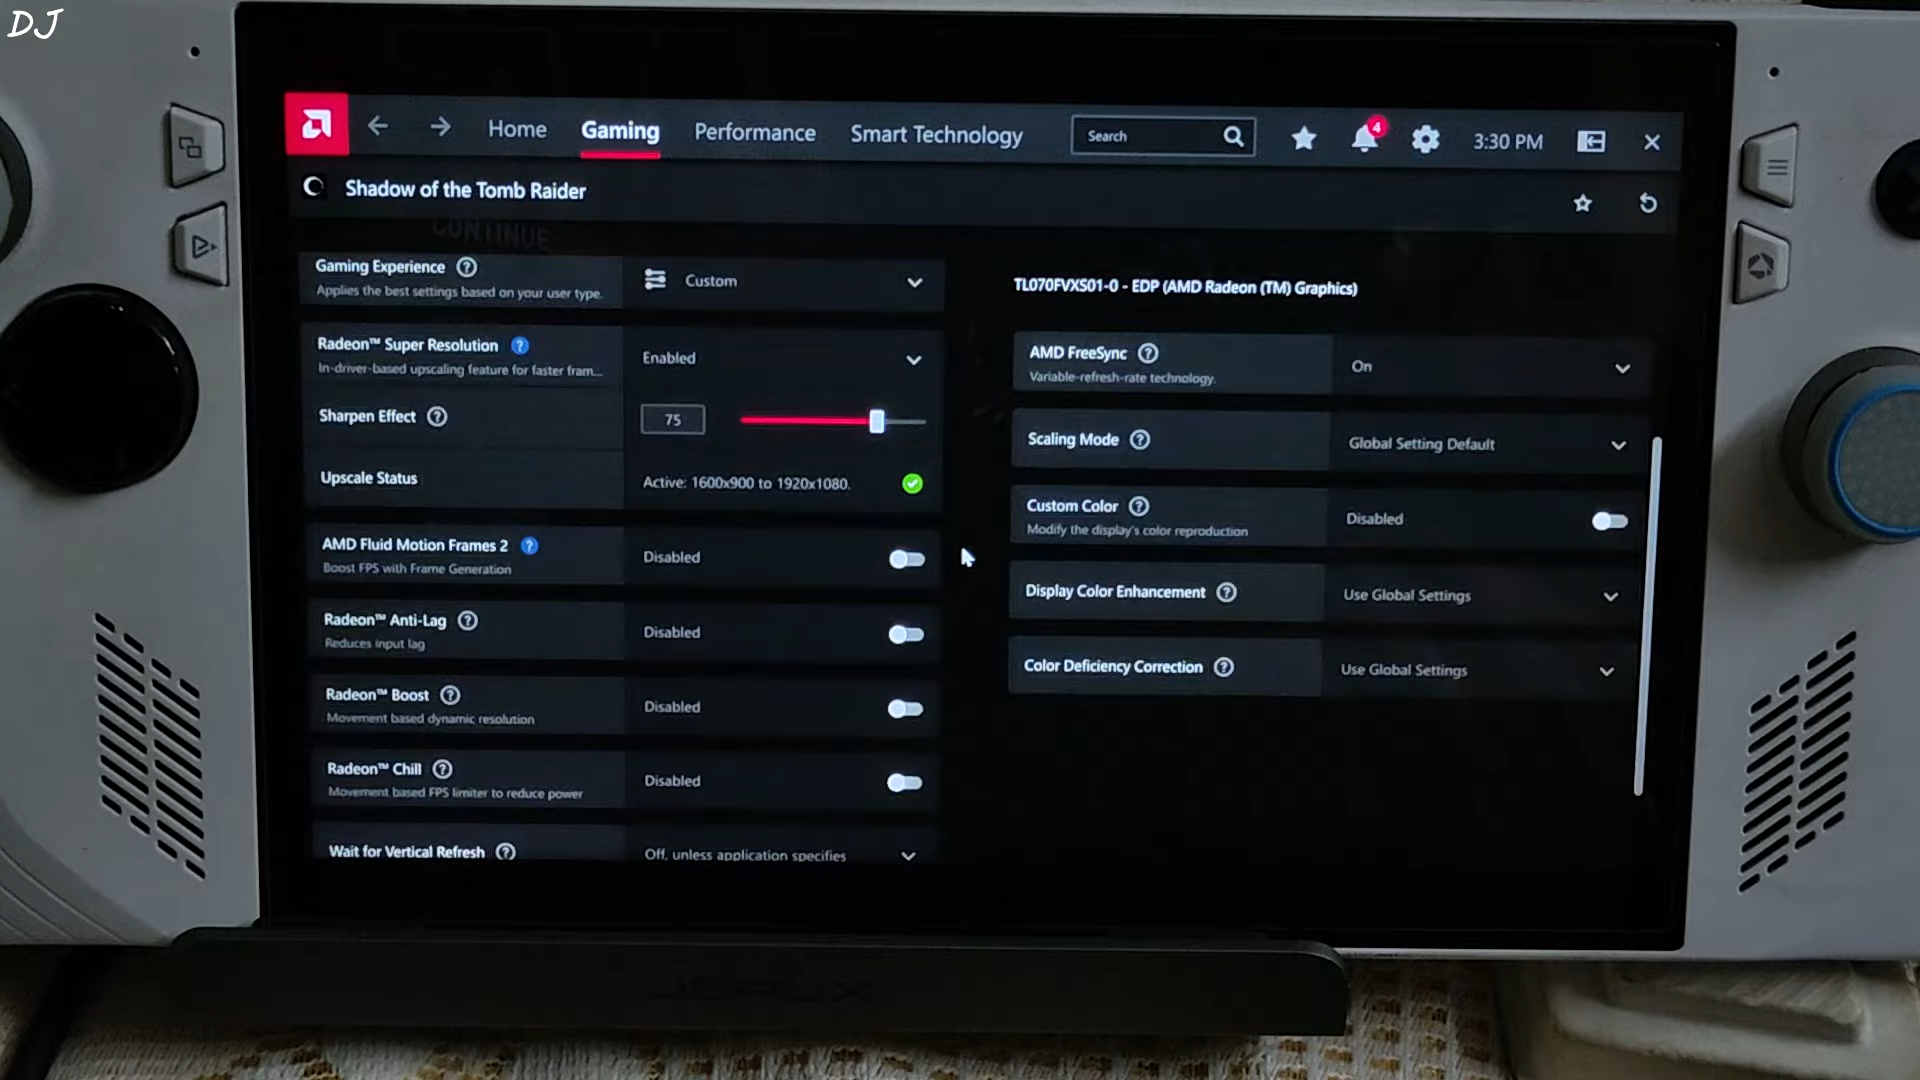 DJ
Home Gaming Performance Smart Technology Search 4 3:30 PM
Shadow of the Tomb Raider
CONTINUE
Gaming Experience ? Custom
Applies the best settings based on your user type.
Radeon™ Super Resolution ? Enabled
In-driver-based upscaling feature for faster fram...
Sharpen Effect ? 75
Upscale Status Active: 1600x900 to 1920x1080.
AMD Fluid Motion Frames 2 ? Disabled
Boost FPS with Frame Generation
Radeon™ Anti-Lag ? Disabled
Reduces input lag
Radeon™ Boost ? Disabled
Movement based dynamic resolution
Radeon™ Chill ? Disabled
Movement based FPS limiter to reduce power
Wait for Vertical Refresh ? Off, unless application specifies
TL070FVXS01-0 - EDP (AMD Radeon (TM) Graphics)
AMD FreeSync ? On
Variable-refresh-rate technology.
Scaling Mode ? Global Setting Default
Custom Color ? Disabled
Modify the display's color reproduction
Display Color Enhancement ? Use Global Settings
Color Deficiency Correction ? Use Global Settings
JSAUX